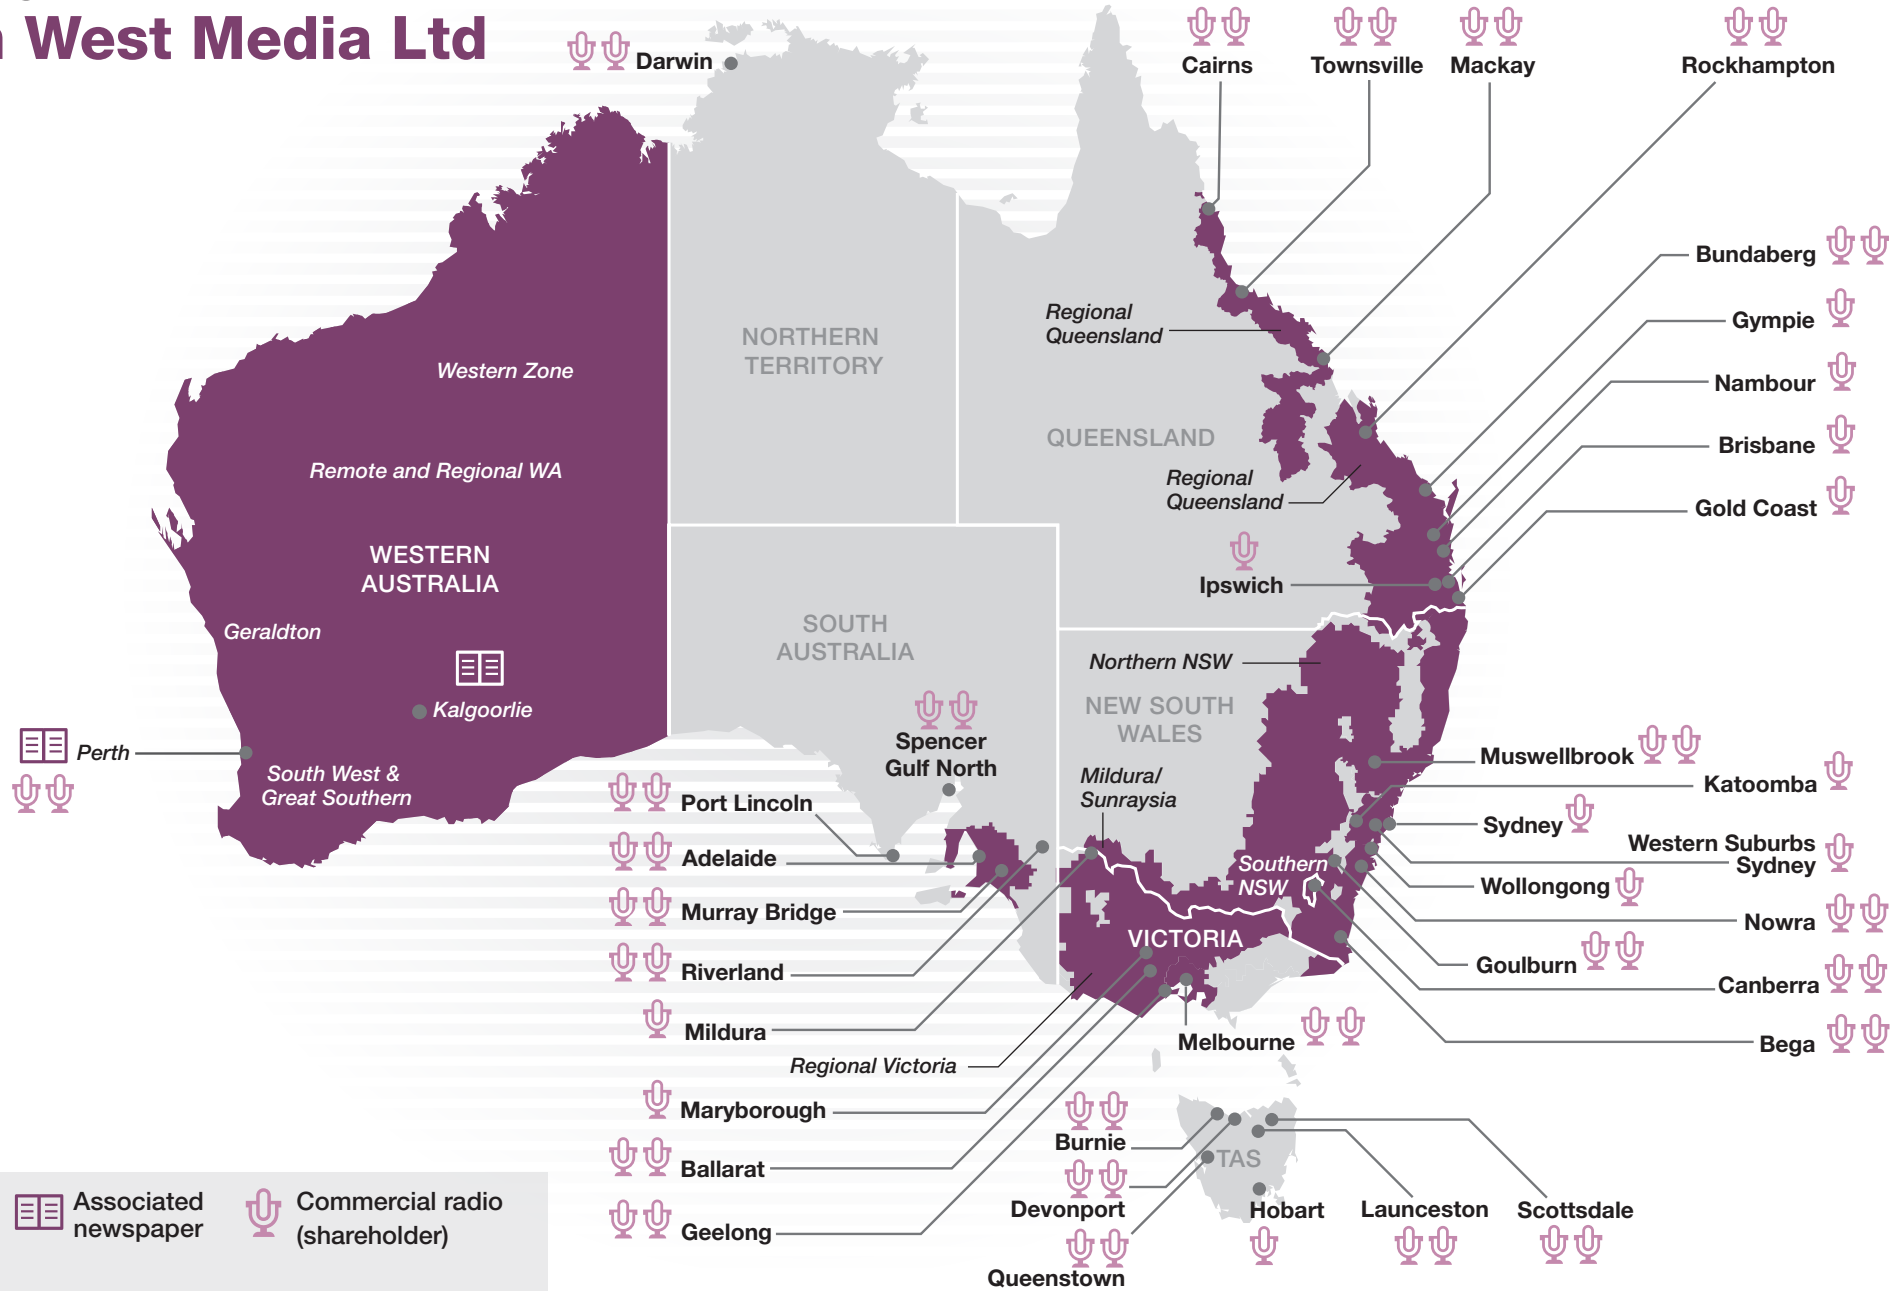 West Media Ltd
Darwin
Cairns
Townsville
Mackay
Rockhampton
Bundaberg
Gympie
Nambour
Brisbane
Gold Coast
Ipswich
Regional
Queensland
QUEENSLAND
Regional
Queensland
NORTHERN
TERRITORY
Western Zone
Remote and Regional WA
WESTERN
AUSTRALIA
Geraldton
Kalgoorlie
Perth
South West &
Great Southern
SOUTH
AUSTRALIA
Spencer
Gulf North
Northern NSW
NEW SOUTH
WALES
Mildura/
Sunraysia
Southern
NSW
VICTORIA
Muswellbrook
Katoomba
Sydney
Western Suburbs
Sydney
Wollongong
Nowra
Goulburn
Canberra
Bega
Port Lincoln
Adelaide
Murray Bridge
Riverland
Mildura
Regional Victoria
Maryborough
Ballarat
Geelong
Melbourne
Burnie
Devonport
Queenstown
TAS
Hobart
Launceston
Scottsdale
Associated
newspaper
Commercial radio
(shareholder)